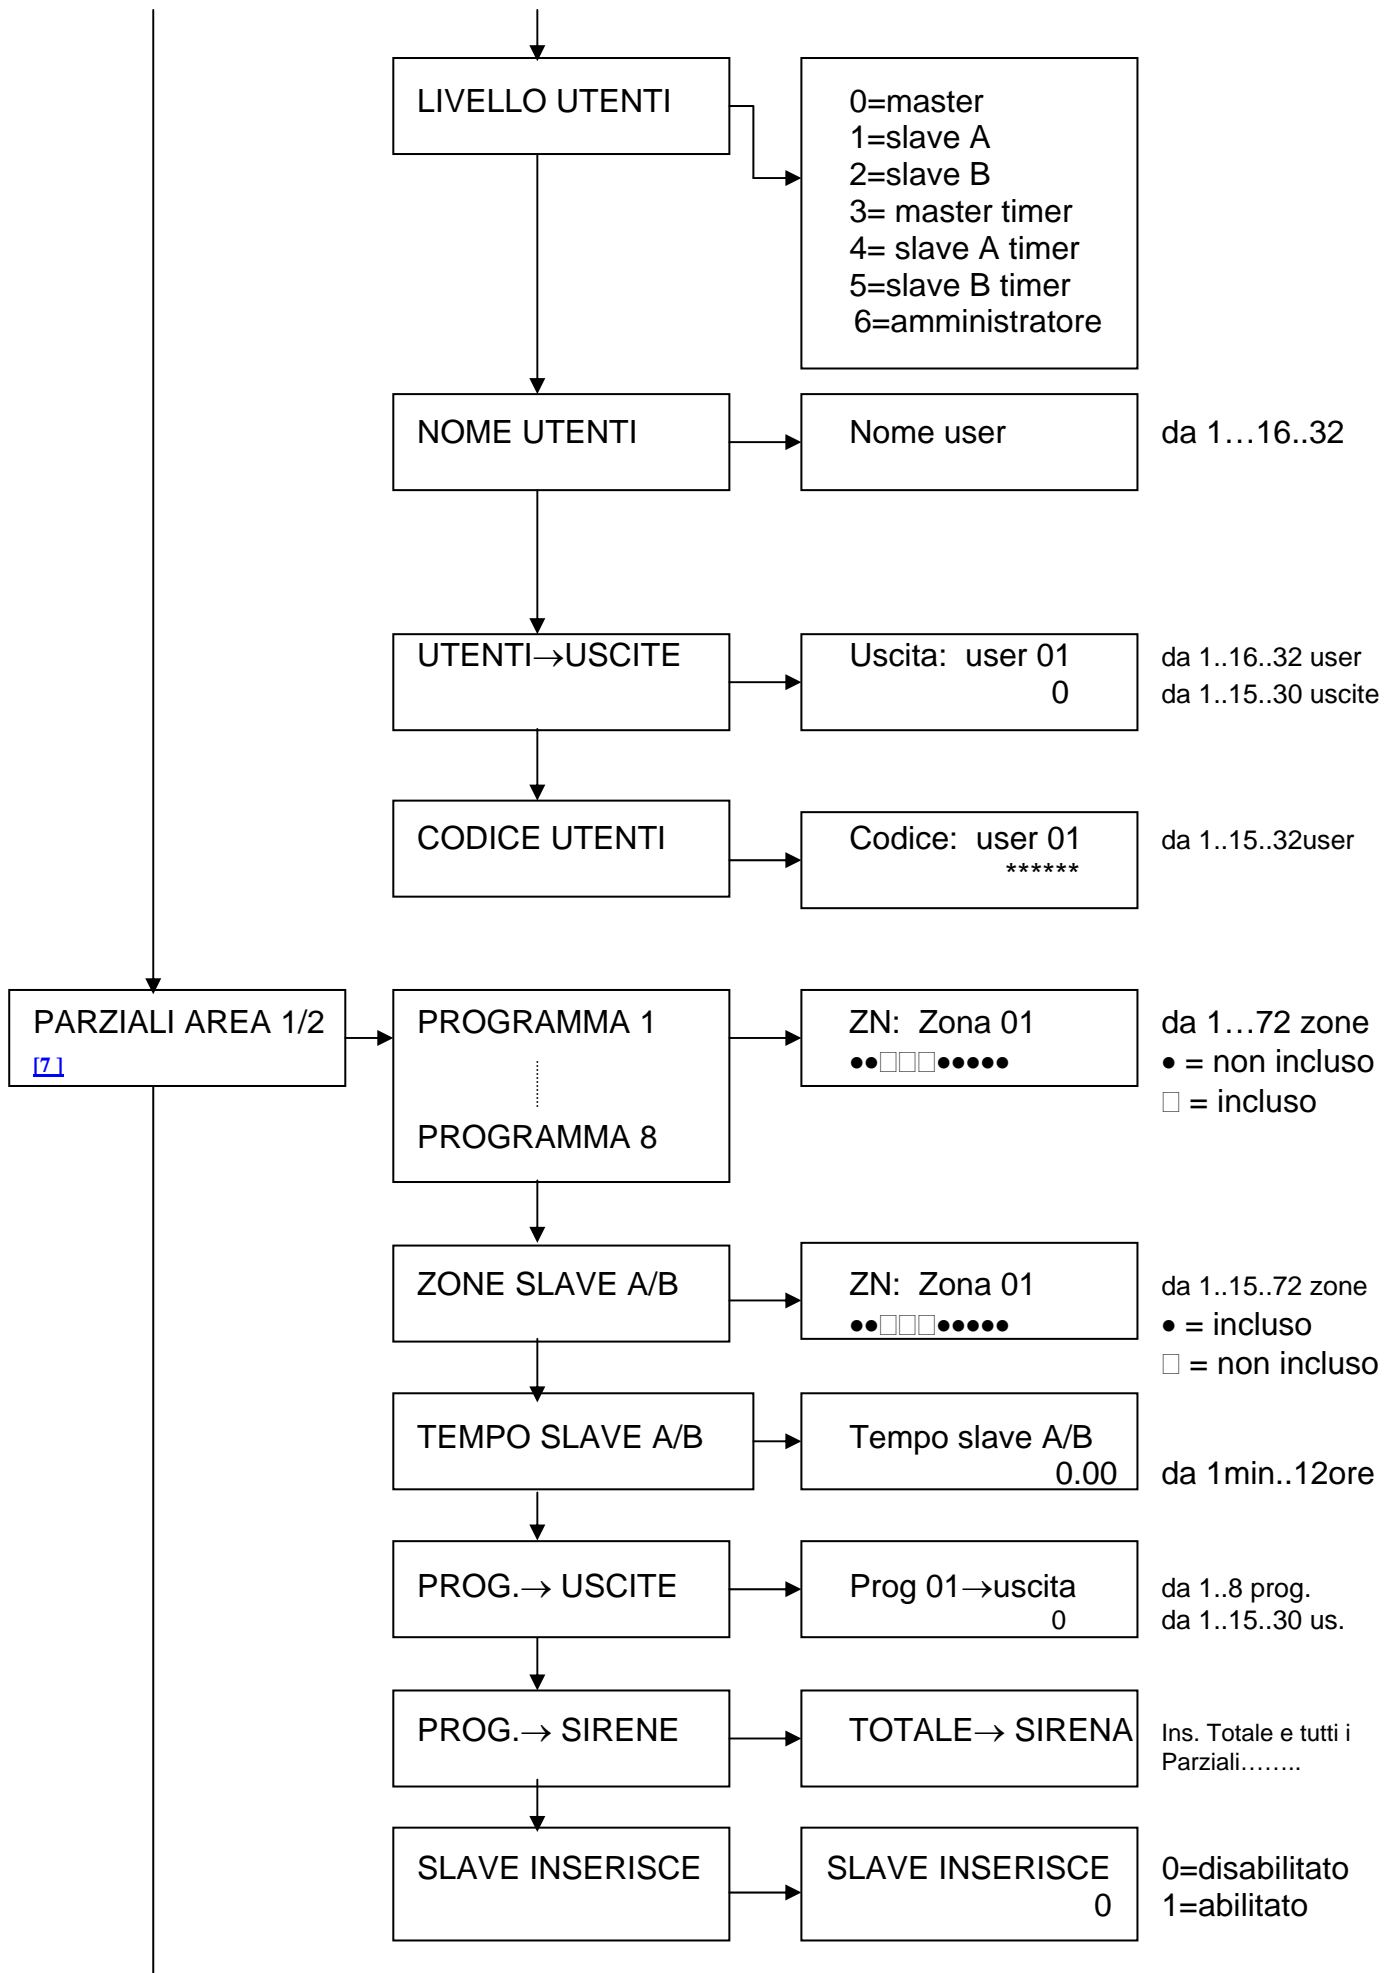 LIVELLO UTENTI
0=master
1=slave A
2=slave B
3= master timer
4= slave A timer
5=slave B timer
6=amministratore
NOME UTENTI
Nome user
da 1…16..32
UTENTI→USCITE
Uscita: user 01
0
da 1..16..32 user
da 1..15..30 uscite
CODICE UTENTI
Codice: user 01
******
da 1..15..32user
PARZIALI AREA 1/2
[7 ]
PROGRAMMA 1
PROGRAMMA 8
ZN: Zona 01
●●□□□●●●●●
da 1…72 zone
● = non incluso
□ = incluso
ZONE SLAVE A/B
ZN: Zona 01
●●□□□●●●●●
da 1..15..72 zone
● = incluso
□ = non incluso
TEMPO SLAVE A/B
Tempo slave A/B
0.00
da 1min..12ore
PROG.→ USCITE
Prog 01→uscita
0
da 1..8 prog.
da 1..15..30 us.
PROG.→ SIRENE
TOTALE→ SIRENA
Ins. Totale e tutti i
Parziali……..
SLAVE INSERISCE
SLAVE INSERISCE
0
0=disabilitato
1=abilitato